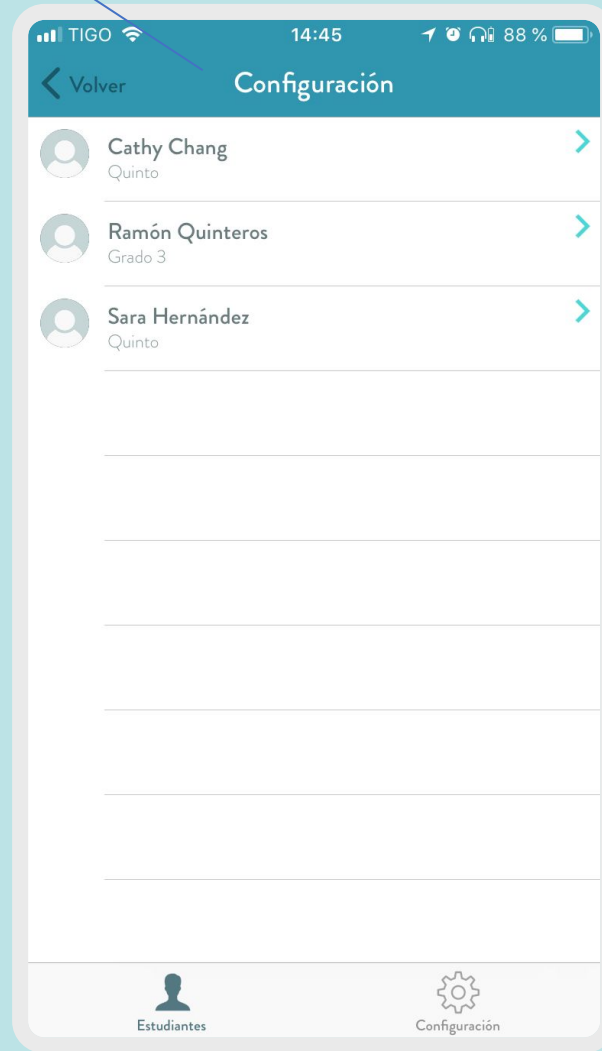 TIGO 14:45 88 %
Volver Configuración
Cathy Chang
Quinto
Ramón Quinteros
Grado 3
Sara Hernández
Quinto
Estudiantes Configuración